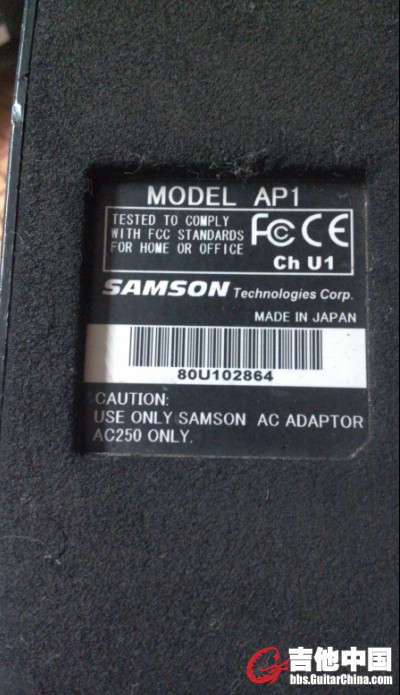 MODEL AP1
TESTED TO COMPLY
WITH FCC STANDARDS
FOR HOME OR OFFICE
FC CE
Ch U1
SAMSON Technologies Corp.
MADE IN JAPAN
80U102864
CAUTION:
USE ONLY SAMSON AC ADAPTOR
AC250 ONLY.
吉他中国
bbs.GuitarChina.com